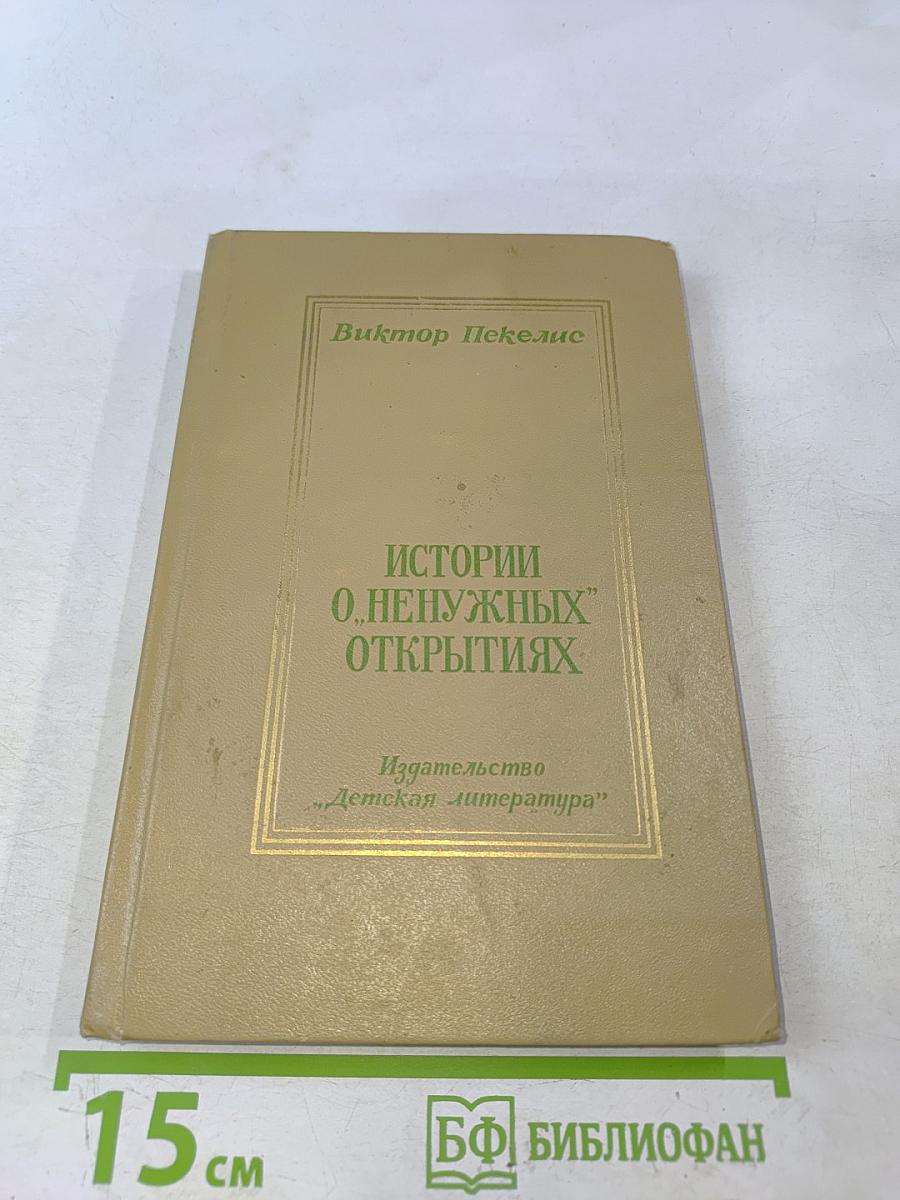 Виктор Пекелис
ИСТОРИИ
О„НЕНУЖНЫХ”
ОТКРЫТИЯХ
Издательство
„Детская литература”
15 см
БФ БИБЛИОФАН